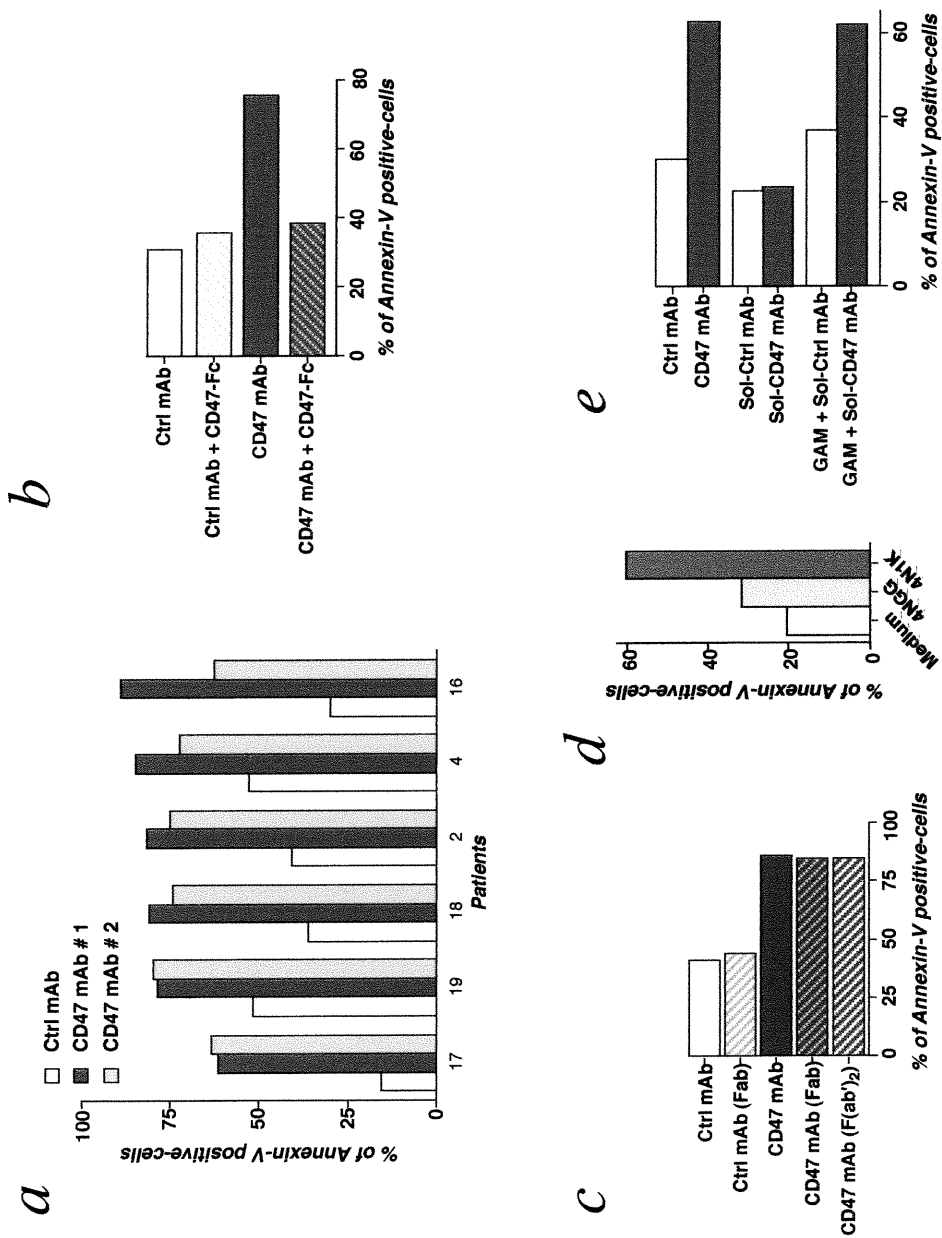 a
% of Annexin-V positive-cells
100
75
50
25
0
Ctrl mAb
CD47 mAb # 1
CD47 mAb # 2
17
19
18
2
4
16
Patients
b
Ctrl mAb
Ctrl mAb + CD47-Fc
CD47 mAb
CD47 mAb + CD47-Fc
0
20
40
60
80
% of Annexin-V positive-cells
c
Ctrl mAb
Ctrl mAb (Fab)
CD47 mAb
CD47 mAb (Fab)
CD47 mAb (F(ab')₂)
0
25
50
75
100
% of Annexin-V positive-cells
d
% of Annexin-V positive-cells
60
40
20
0
Medium
4NGG
4N1K
e
Ctrl mAb
CD47 mAb
Sol-Ctrl mAb
Sol-CD47 mAb
GAM + Sol-Ctrl mAb
GAM + Sol-CD47 mAb
0
20
40
60
% of Annexin-V positive-cells